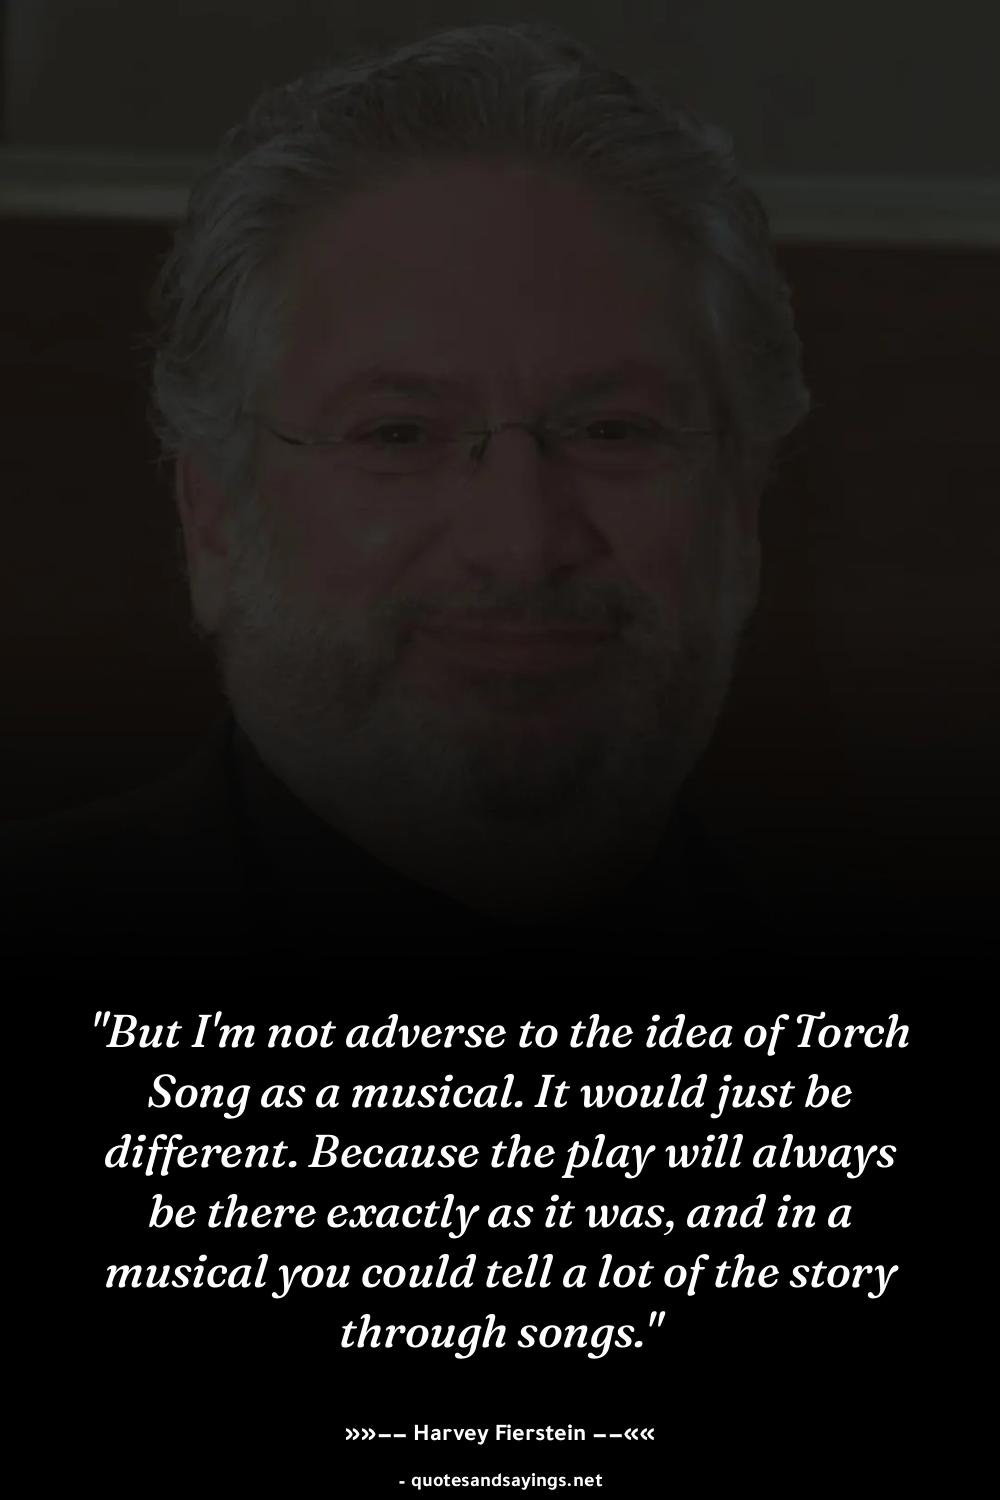 "But I'm not adverse to the idea of Torch
Song as a musical. It would just be
different. Because the play will always
be there exactly as it was, and in a
musical you could tell a lot of the story
through songs."
»»−− Harvey Fierstein −−««
- quotesandsayings.net